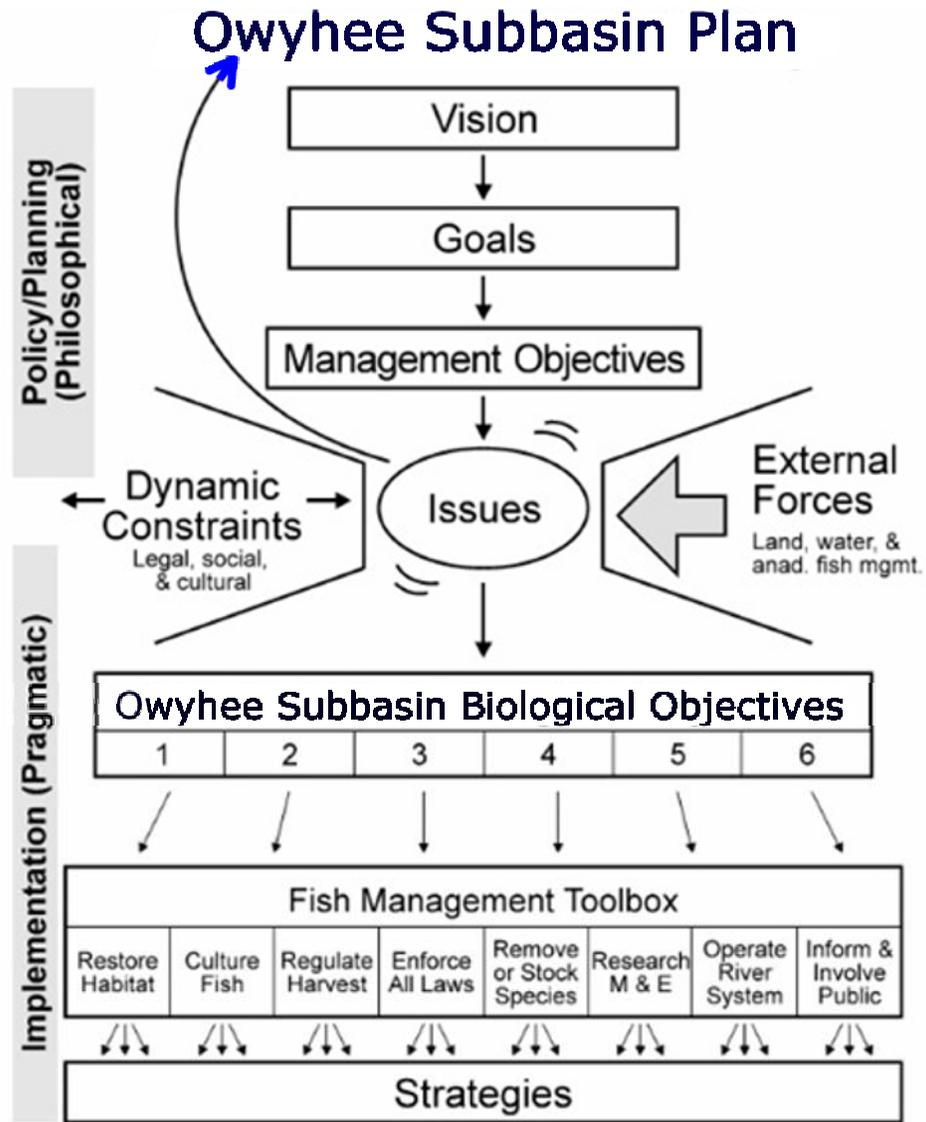 Owyhee Subbasin Plan
Policy/Planning
(Philosophical)
Vision
Goals
Management Objectives
Dynamic
Constraints
Legal, social,
& cultural
Issues
External
Forces
Land, water, &
anad. fish mgmt.
Implementation (Pragmatic)
Owyhee Subbasin Biological Objectives
1 2 3 4 5 6
Fish Management Toolbox
Restore
Habitat
Culture
Fish
Regulate
Harvest
Enforce
All Laws
Remove
or Stock
Species
Research
M & E
Operate
River
System
Inform &
Involve
Public
Strategies